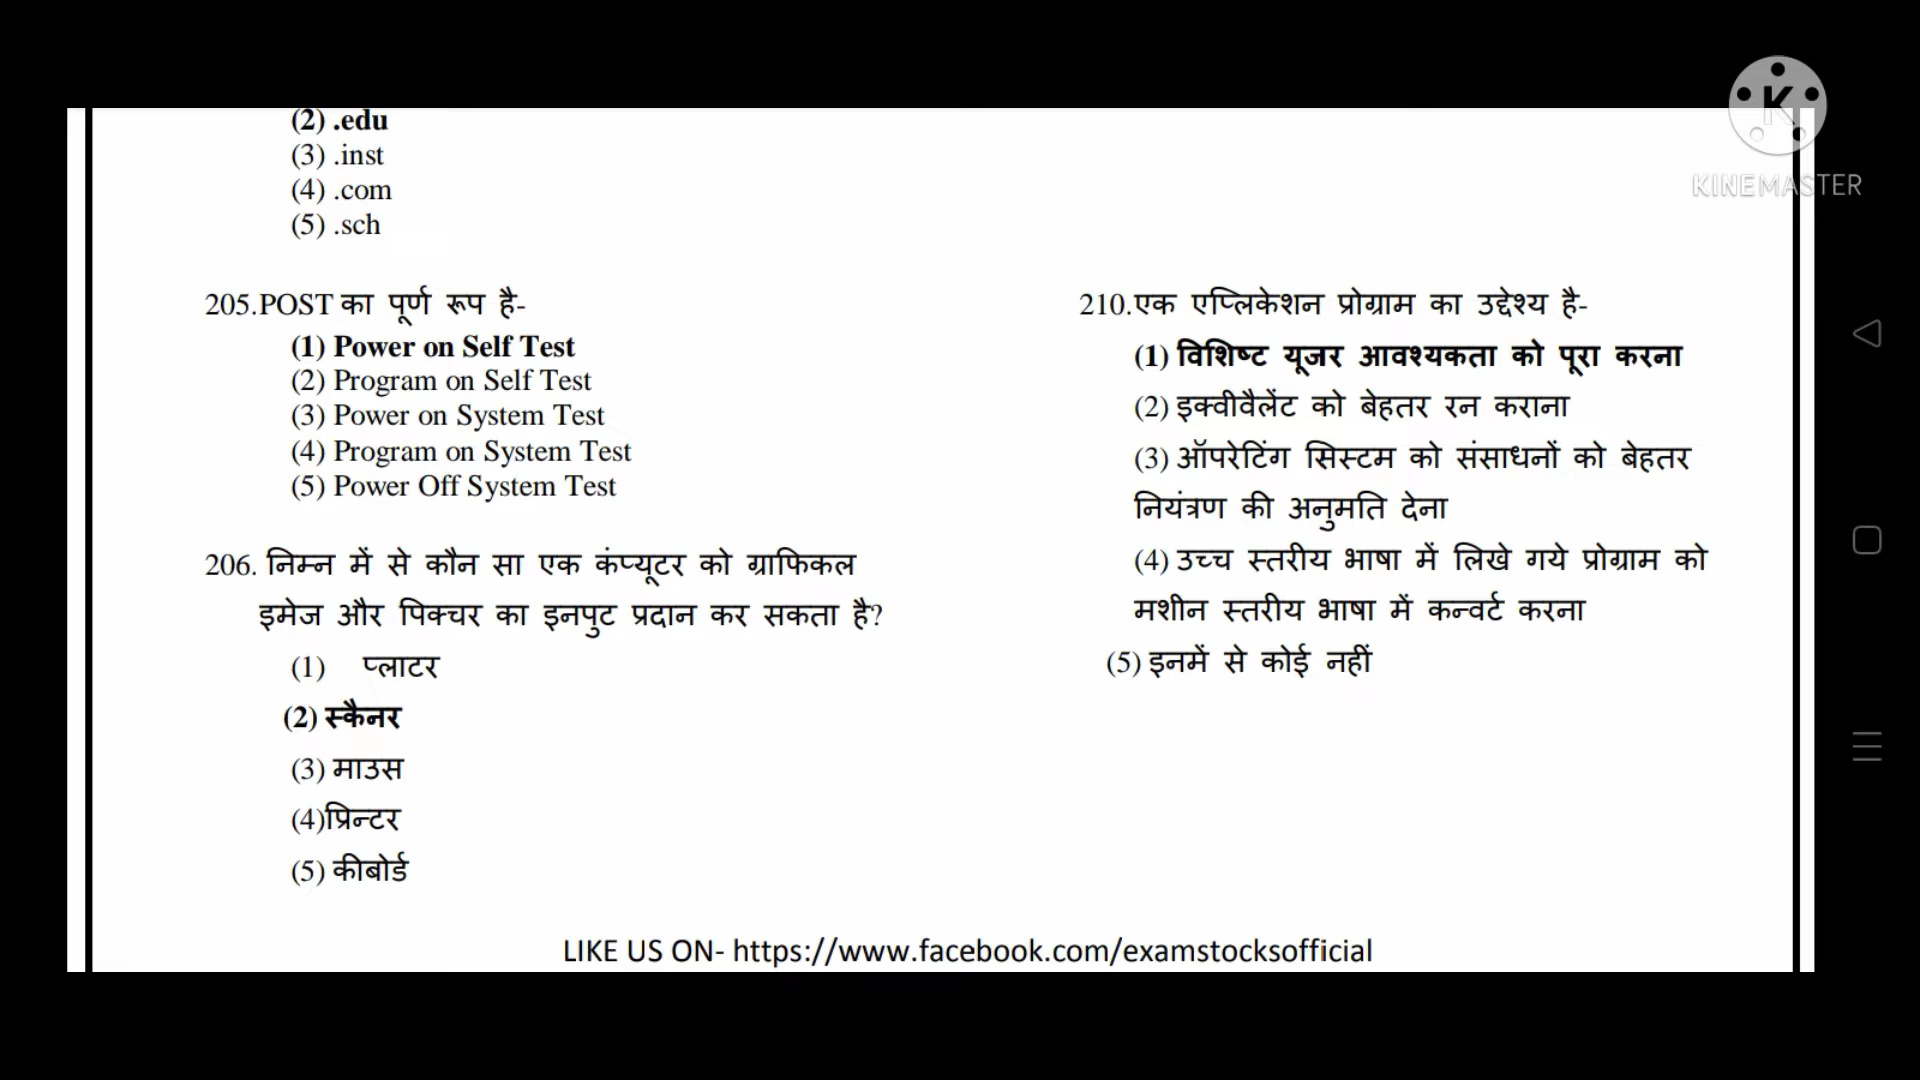 (2) .edu
(3) .inst
(4) .com
(5) .sch
205.POST का पूर्ण रूप है-
(1) Power on Self Test
(2) Program on Self Test
(3) Power on System Test
(4) Program on System Test
(5) Power Off System Test
206. निम्न में से कौन सा एक कंप्यूटर को ग्राफिकल
इमेज और पिक्चर का इनपुट प्रदान कर सकता है?
(1) प्लाटर
(2) स्कैनर
(3) माउस
(4)प्रिन्टर
(5) कीबोर्ड
210.एक एप्लिकेशन प्रोग्राम का उद्देश्य है-
(1) विशिष्ट यूजर आवश्यकता को पूरा करना
(2) इक्वीवैलेंट को बेहतर रन कराना
(3) ऑपरेटिंग सिस्टम को संसाधनों को बेहतर
नियंत्रण की अनुमति देना
(4) उच्च स्तरीय भाषा में लिखे गये प्रोग्राम को
मशीन स्तरीय भाषा में कन्वर्ट करना
(5) इनमें से कोई नहीं
LIKE US ON- https://www.facebook.com/examstocksofficial
K
KINEMASTER